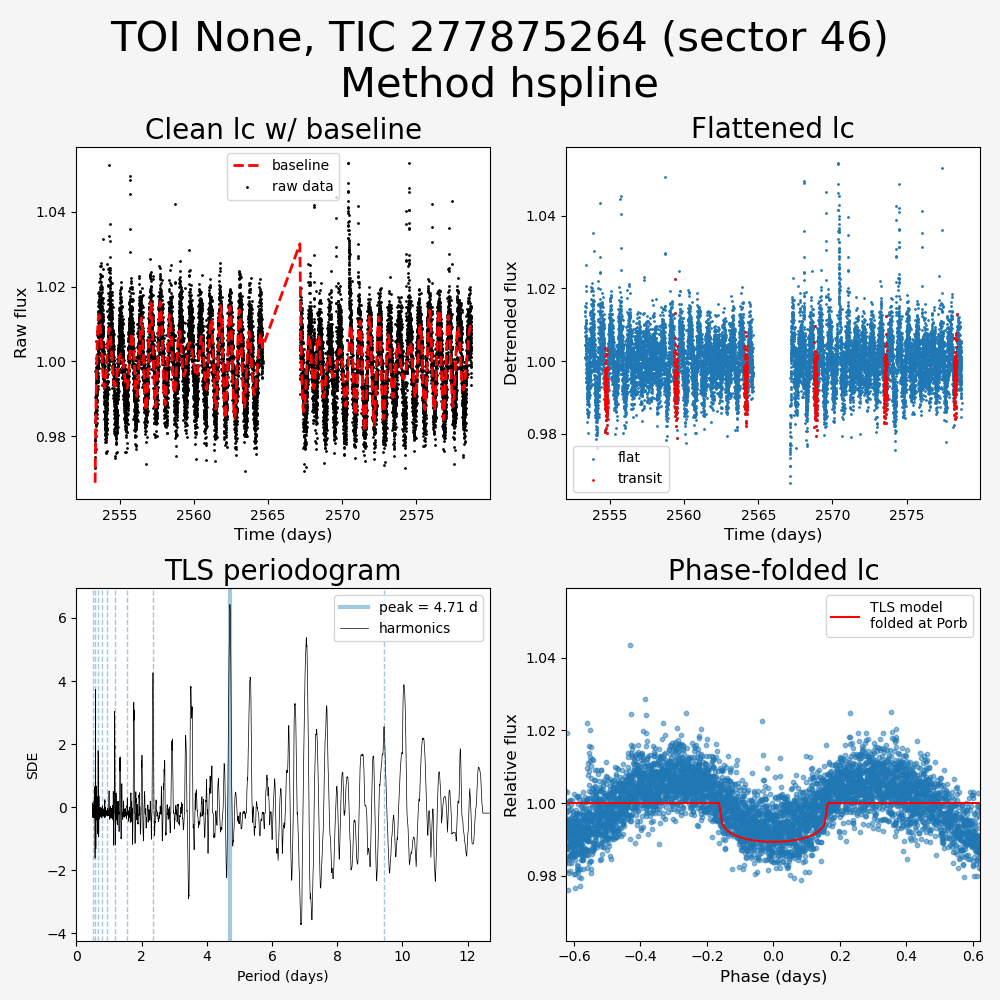 TOI None, TIC 277875264 (sector 46)
Method hspline
Clean lc w/ baseline
baseline
raw data
1.04
1.02
1.00
0.98
Raw flux
2555
2560
2565
2570
2575
Time (days)
Flattened lc
flat
transit
1.04
1.02
1.00
0.98
Detrended flux
2555
2560
2565
2570
2575
Time (days)
TLS periodogram
peak = 4.71 d
harmonics
6
4
2
0
−2
−4
SDE
0
2
4
6
8
10
12
Period (days)
Phase-folded lc
TLS model
folded at Porb
1.04
1.02
1.00
0.98
Relative flux
−0.6
−0.4
−0.2
0.0
0.2
0.4
0.6
Phase (days)